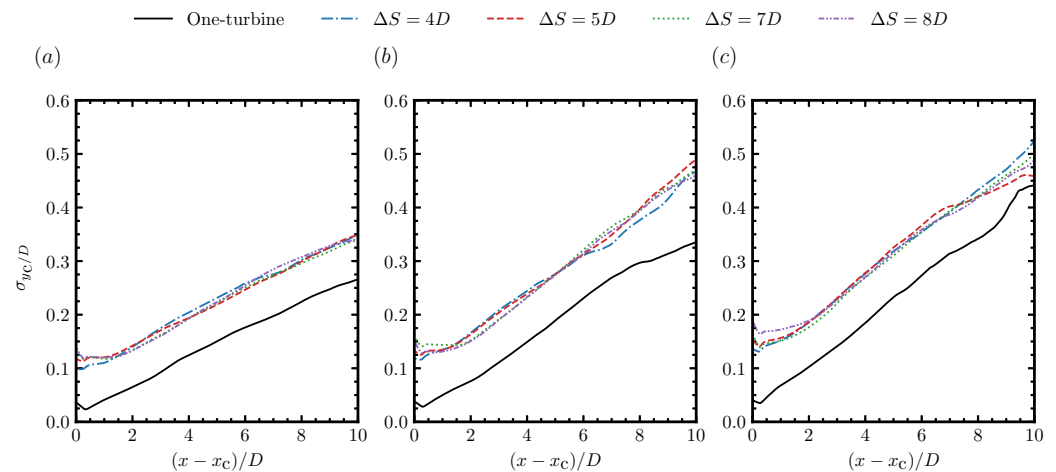 One-turbine ΔS = 4D ΔS = 5D ΔS = 7D ΔS = 8D
(a) (b) (c)
0.6 0.6 0.6
0.5 0.5 0.5
0.4 0.4 0.4
0.3 0.3 0.3
0.2 0.2 0.2
0.1 0.1 0.1
0.0 0.0 0.0
σ_{y_C/D}
0 2 4 6 8 10 0 2 4 6 8 10 0 2 4 6 8 10
(x − x_C)/D (x − x_C)/D (x − x_C)/D